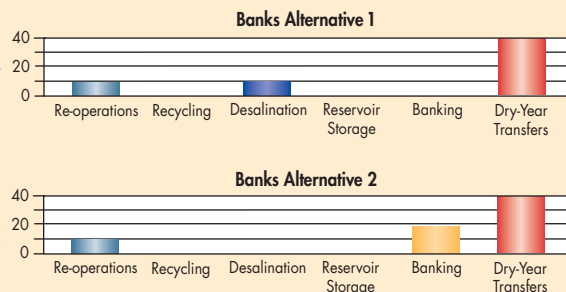 Banks Alternative 1
40
20
0
Re-operations Recycling Desalination Reservoir Storage Banking Dry-Year Transfers
Banks Alternative 2
40
20
0
Re-operations Recycling Desalination Reservoir Storage Banking Dry-Year Transfers